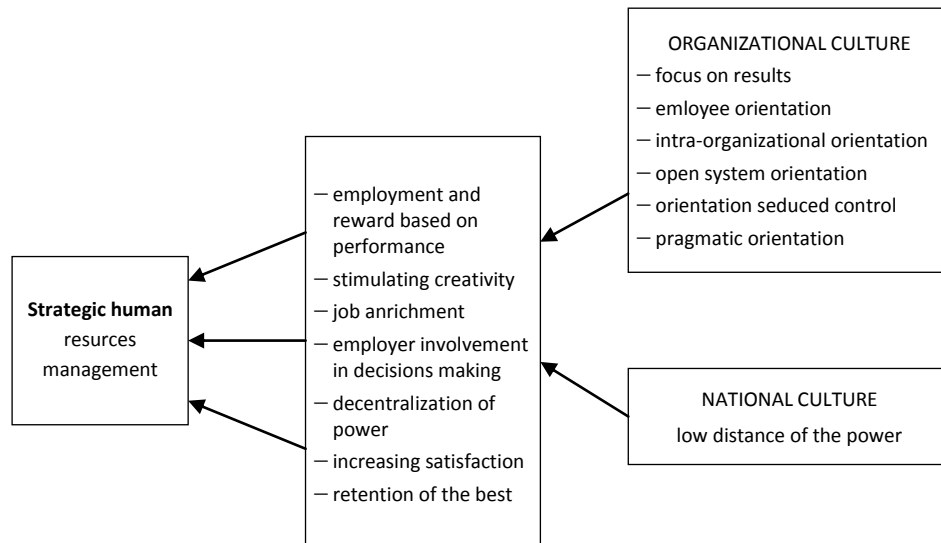 Strategic human
resurces
management
— employment and
reward based on
performance
— stimulating creativity
— job anrichment
— employer involvement
in decisions making
— decentralization of
power
— increasing satisfaction
— retention of the best
ORGANIZATIONAL CULTURE
— focus on results
— emloyee orientation
— intra-organizational orientation
— open system orientation
— orientation seduced control
— pragmatic orientation
NATIONAL CULTURE
low distance of the power